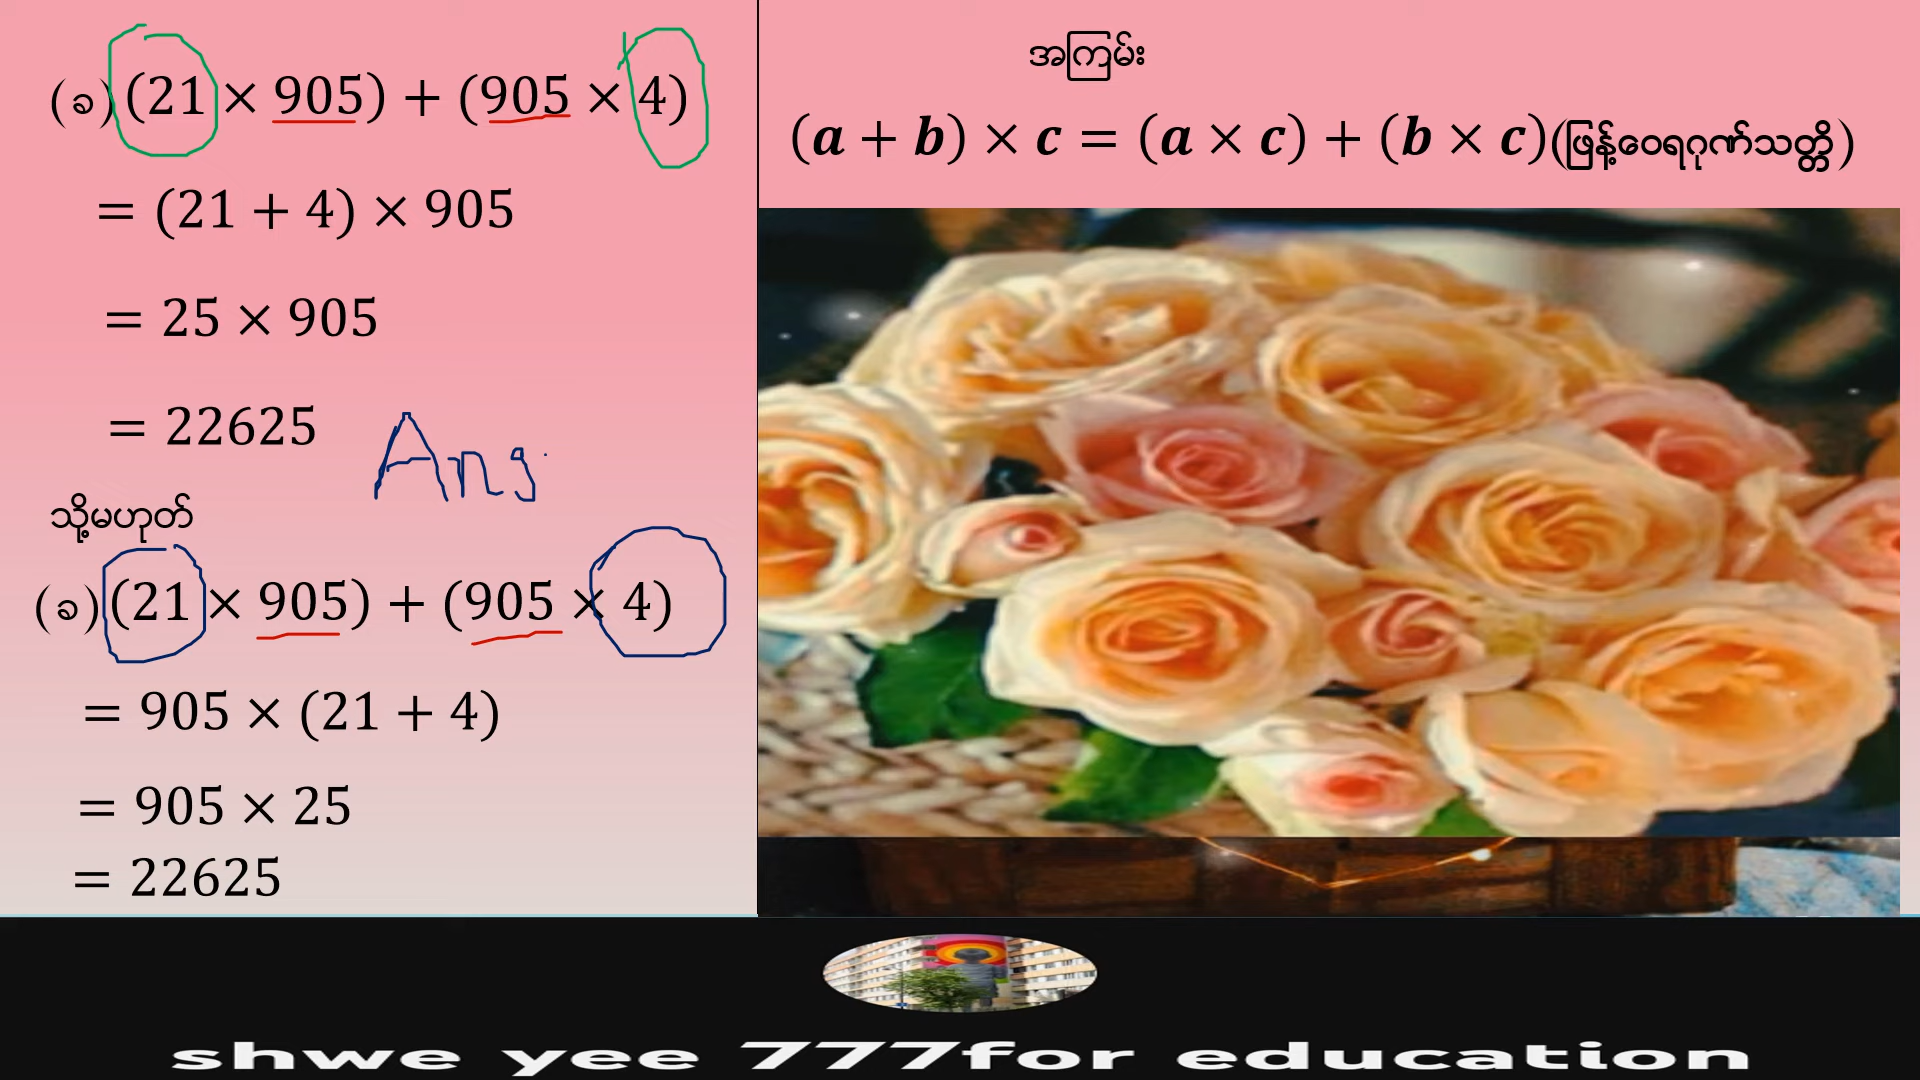 (ခ) (21 × 905) + (905 × 4)
= (21 + 4) × 905
= 25 × 905
= 22625
Ans
သို့မဟုတ်
(ခ) (21 × 905) + (905 × 4)
= 905 × (21 + 4)
= 905 × 25
= 22625
အကြမ်း
(a + b) × c = (a × c) + (b × c) (ဖြန့်ဝေရဂုဏ်သတ္တိ)
shwe yee 777for education